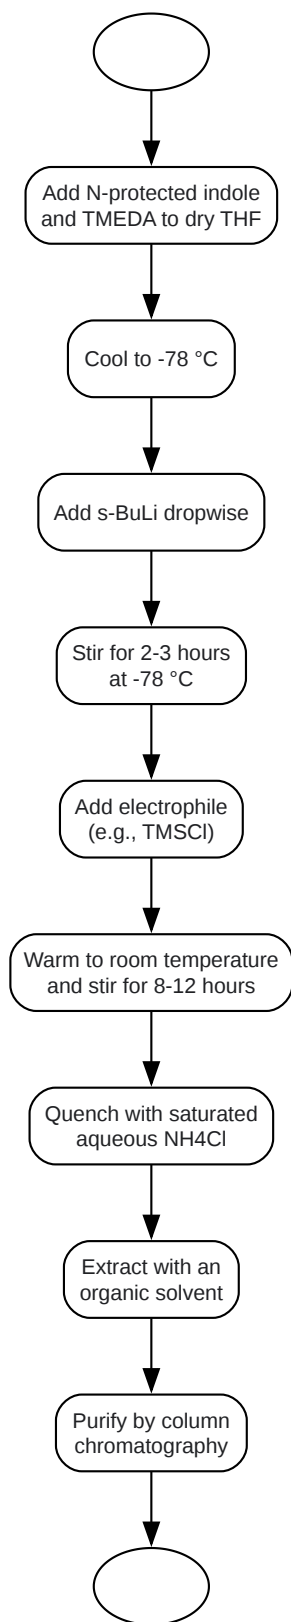 Add N-protected indole
and TMEDA to dry THF
Cool to -78 °C
Add s-BuLi dropwise
Stir for 2-3 hours
at -78 °C
Add electrophile
(e.g., TMSCl)
Warm to room temperature
and stir for 8-12 hours
Quench with saturated
aqueous NH4Cl
Extract with an
organic solvent
Purify by column
chromatography